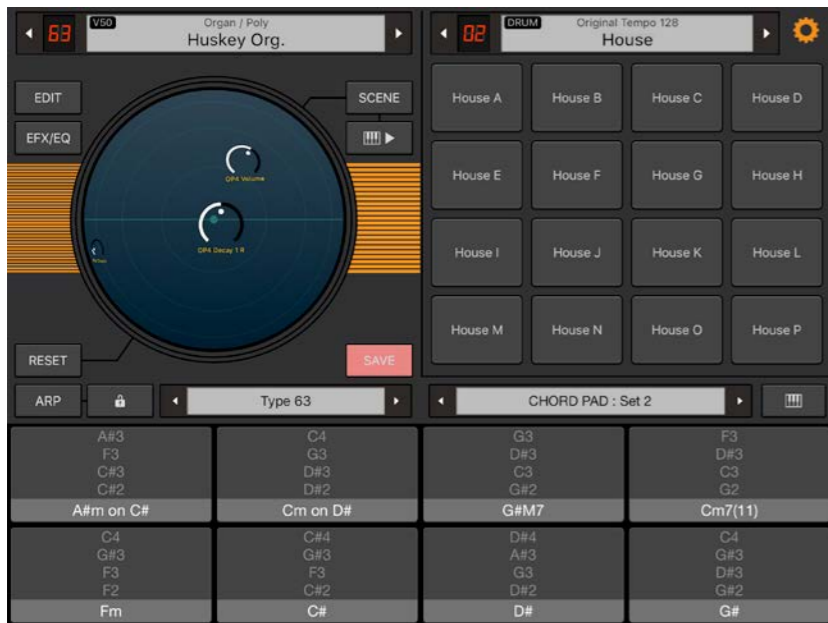 63
V50
Organ / Poly
Huskey Org.
02
DRUM
Original Tempo 128
House
EDIT
SCENE
EFX/EQ
OP4 Volume
OP4 Decay 1 R
RESET
SAVE
House A
House B
House C
House D
House E
House F
House G
House H
House I
House J
House K
House L
House M
House N
House O
House P
ARP
Type 63
CHORD PAD : Set 2
A#3
F3
C#3
C#2
A#m on C#
C4
G3
D#3
D#2
Cm on D#
G3
D#3
C3
G#2
G#M7
F3
D#3
C3
G2
Cm7(11)
C4
G#3
F3
F2
Fm
C#4
G#3
F3
C#2
C#
D#4
A#3
G3
D#2
D#
C4
G#3
D#3
G#2
G#